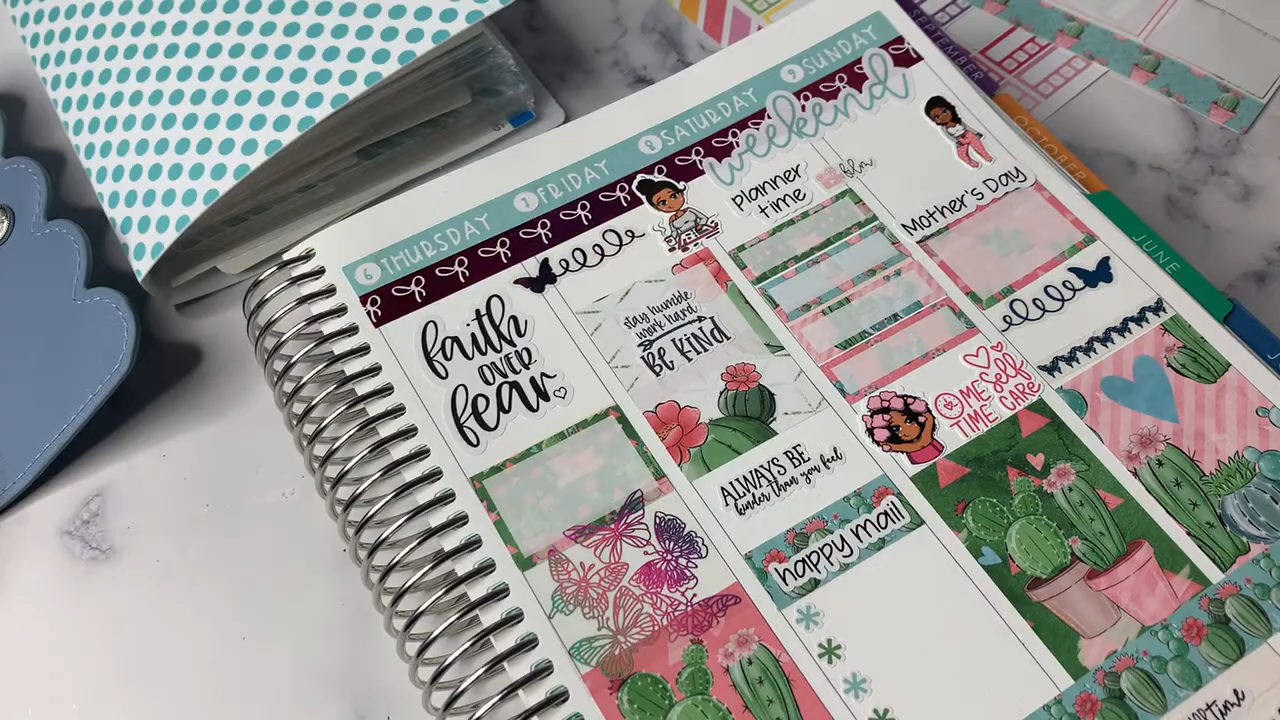 6 THURSDAY
7 FRIDAY
8 SATURDAY
9 SUNDAY
weekend
faith
OVER
fear
stay humble
work hard
BE KIND
ALWAYS BE
kinder than you feel
happy mail
planner
time
ME
TIME
Self
CARE
Mother's Day
SEPTEMBER
OCTOBER
JUNE